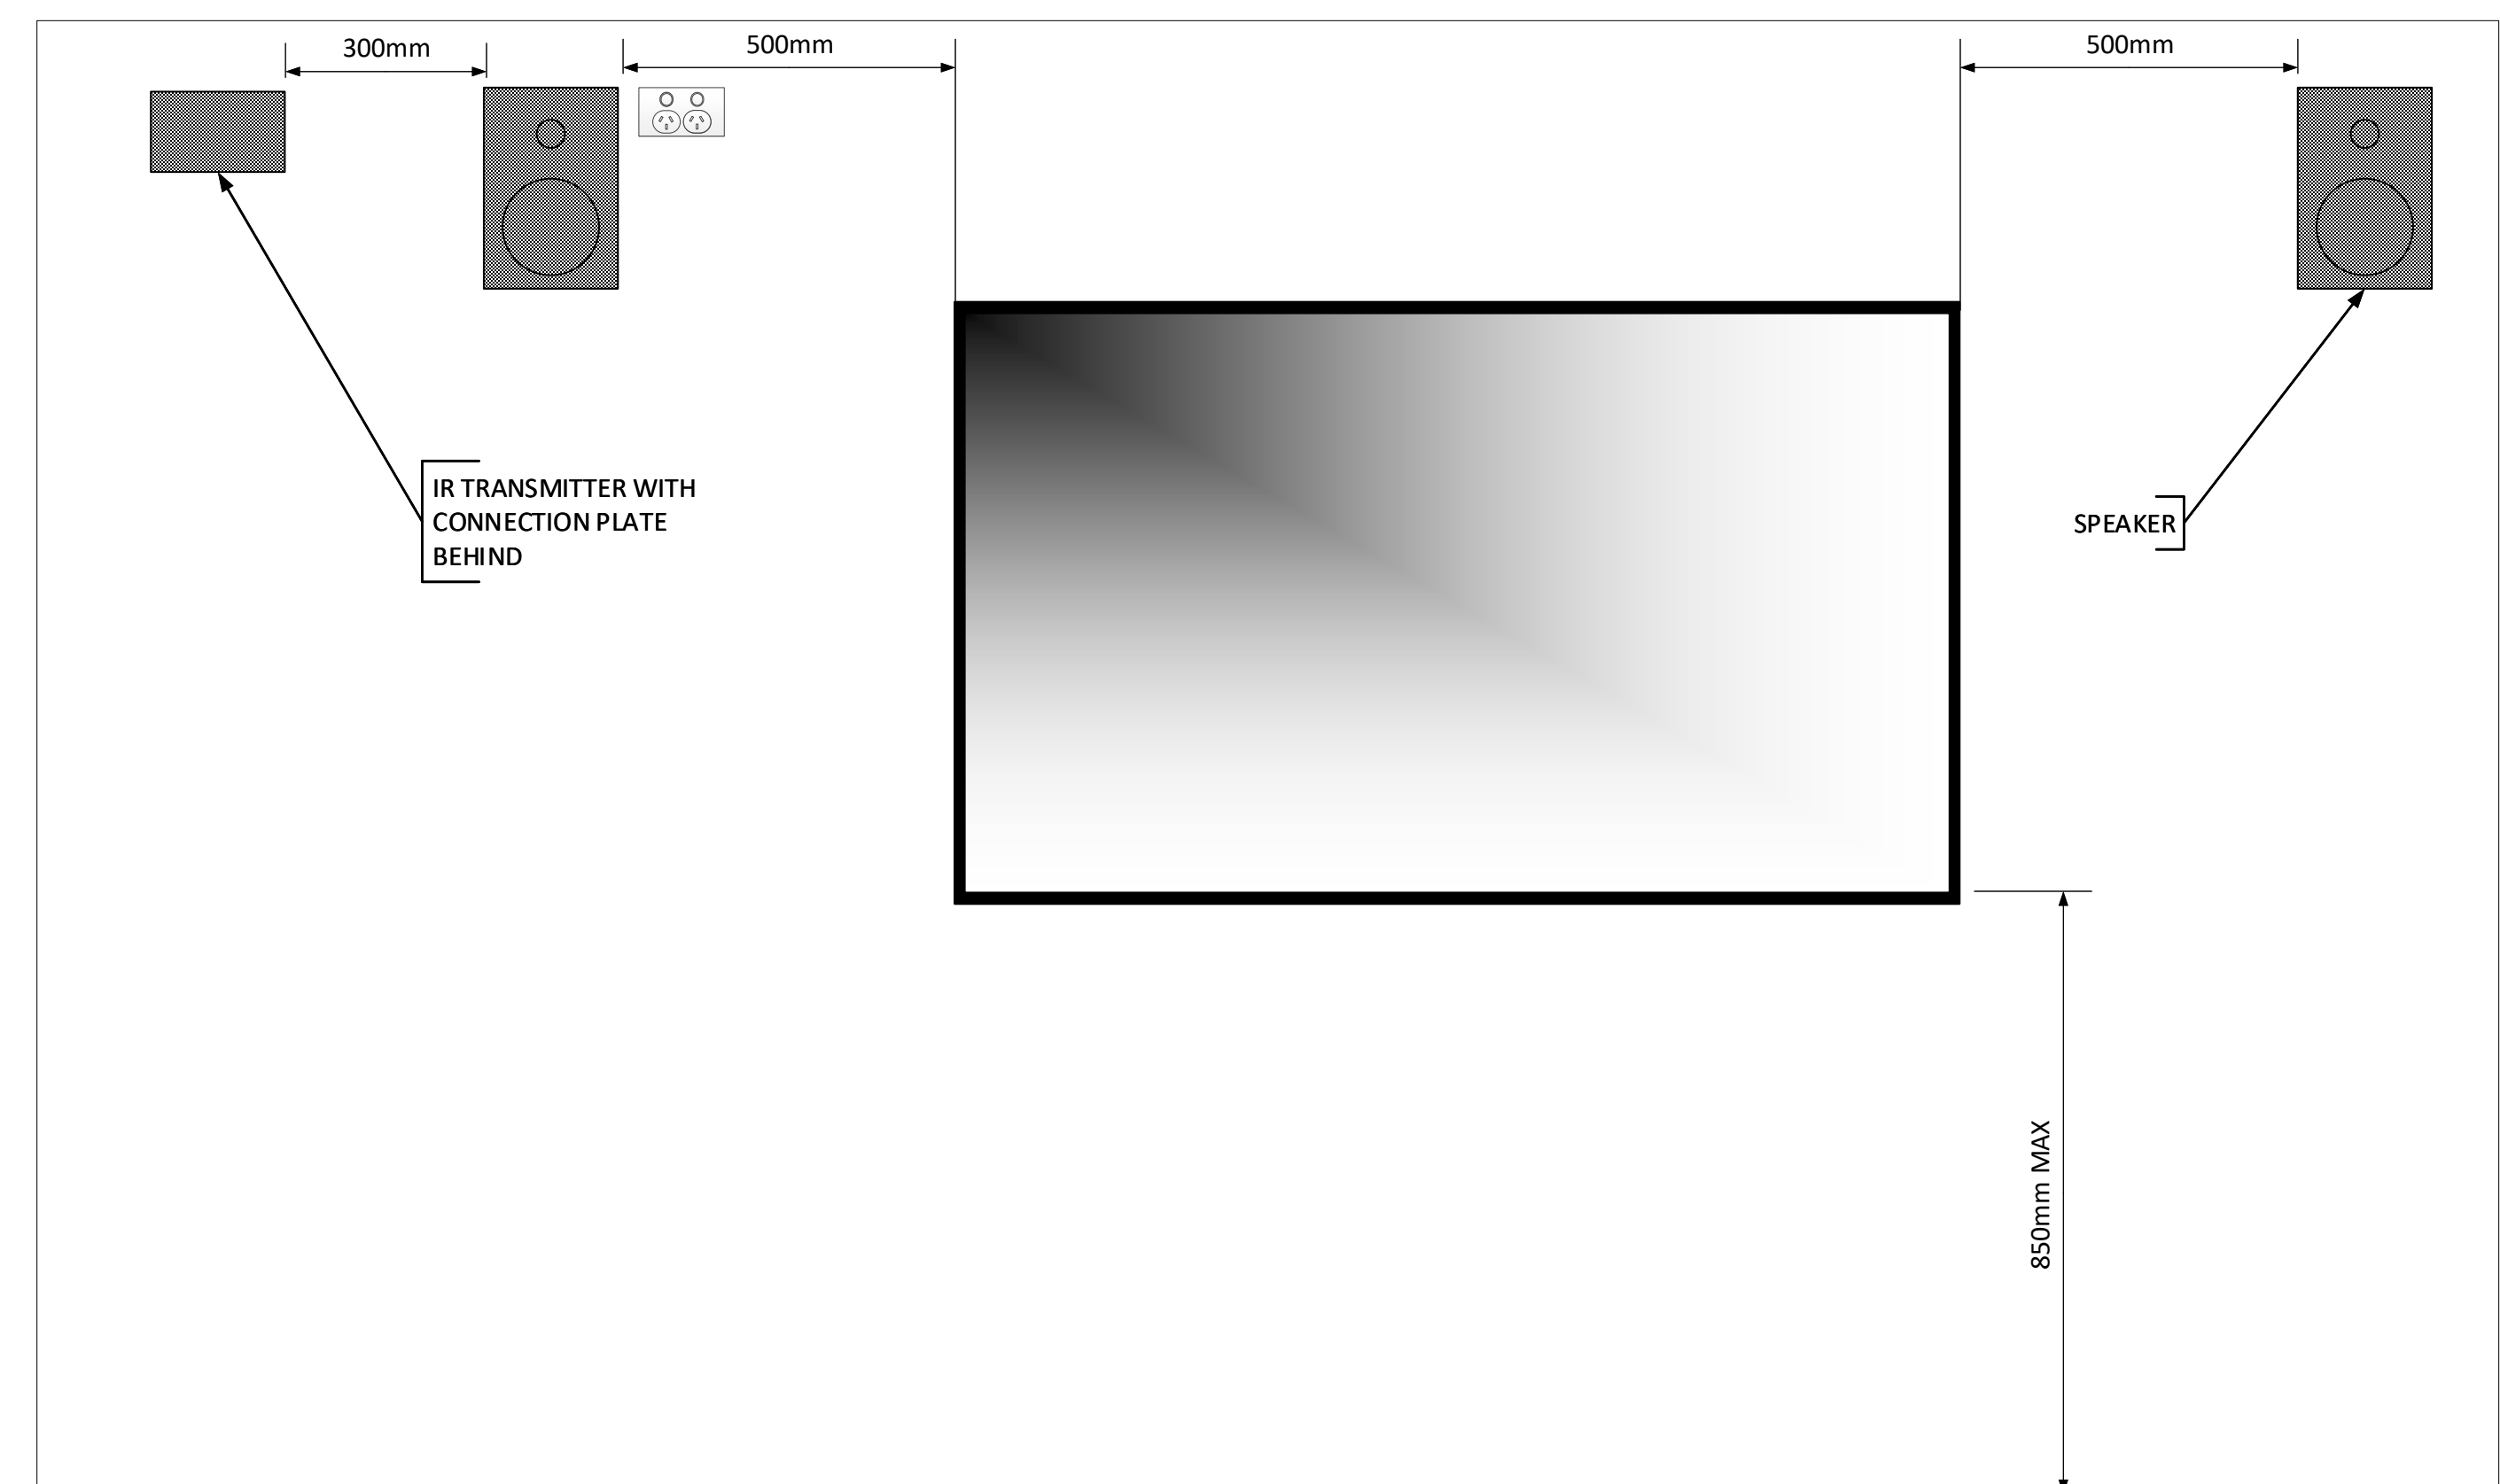 300mm
500mm
500mm
IR TRANSMITTER WITH
CONNECTION PLATE
BEHIND
SPEAKER
850mm MAX